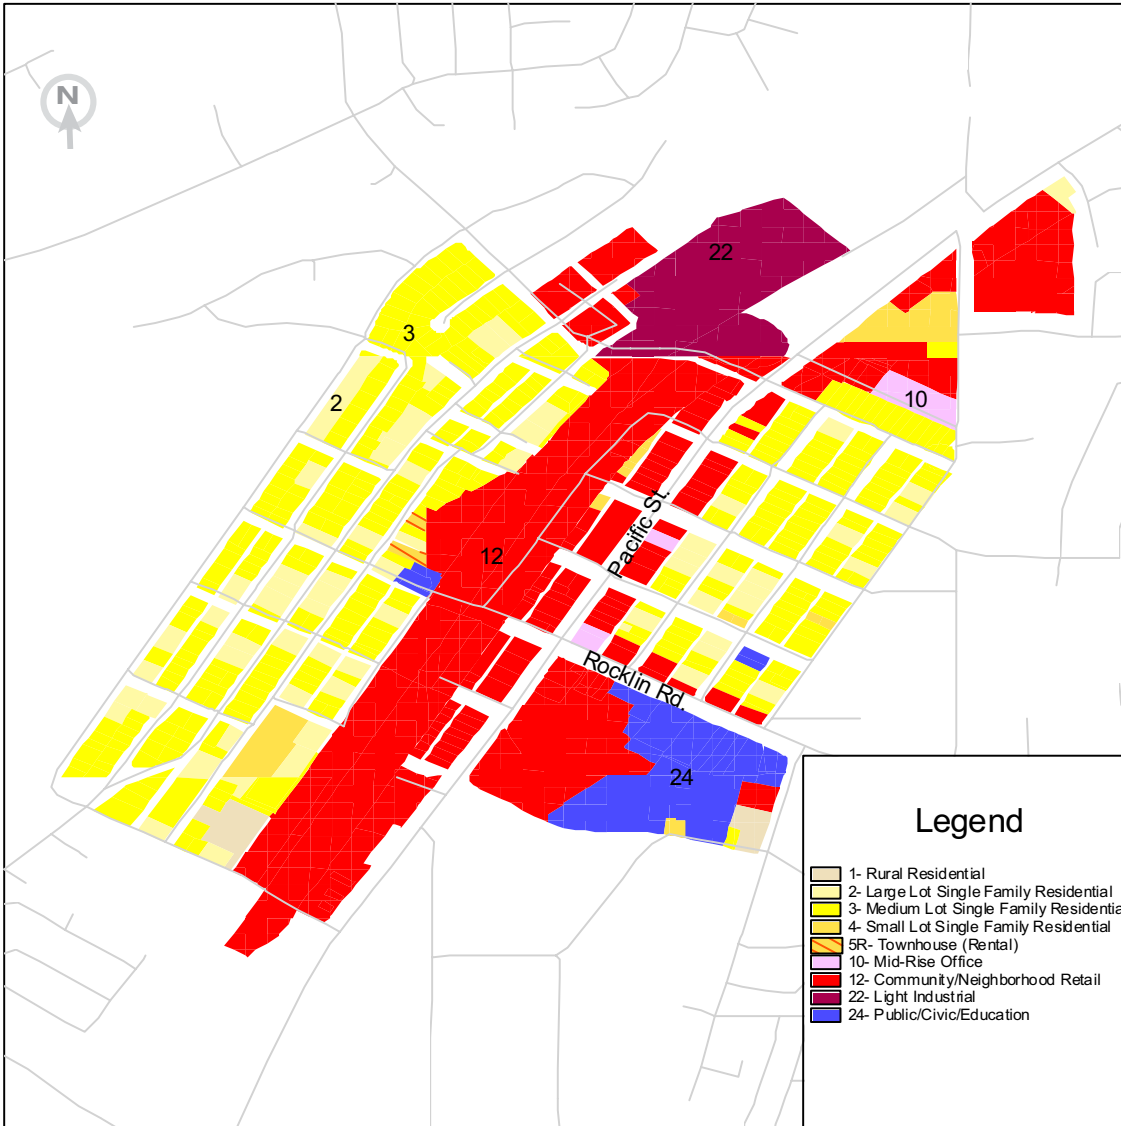 N
22
3
2
10
Pacific St.
12
Rocklin Rd.
24
Legend
1- Rural Residential
2- Large Lot Single Family Residential
3- Medium Lot Single Family Residentia
4- Small Lot Single Family Residential
5R- Townhouse (Rental)
10- Mid-Rise Office
12- Community/Neighborhood Retail
22- Light Industrial
24- Public/Civic/Education